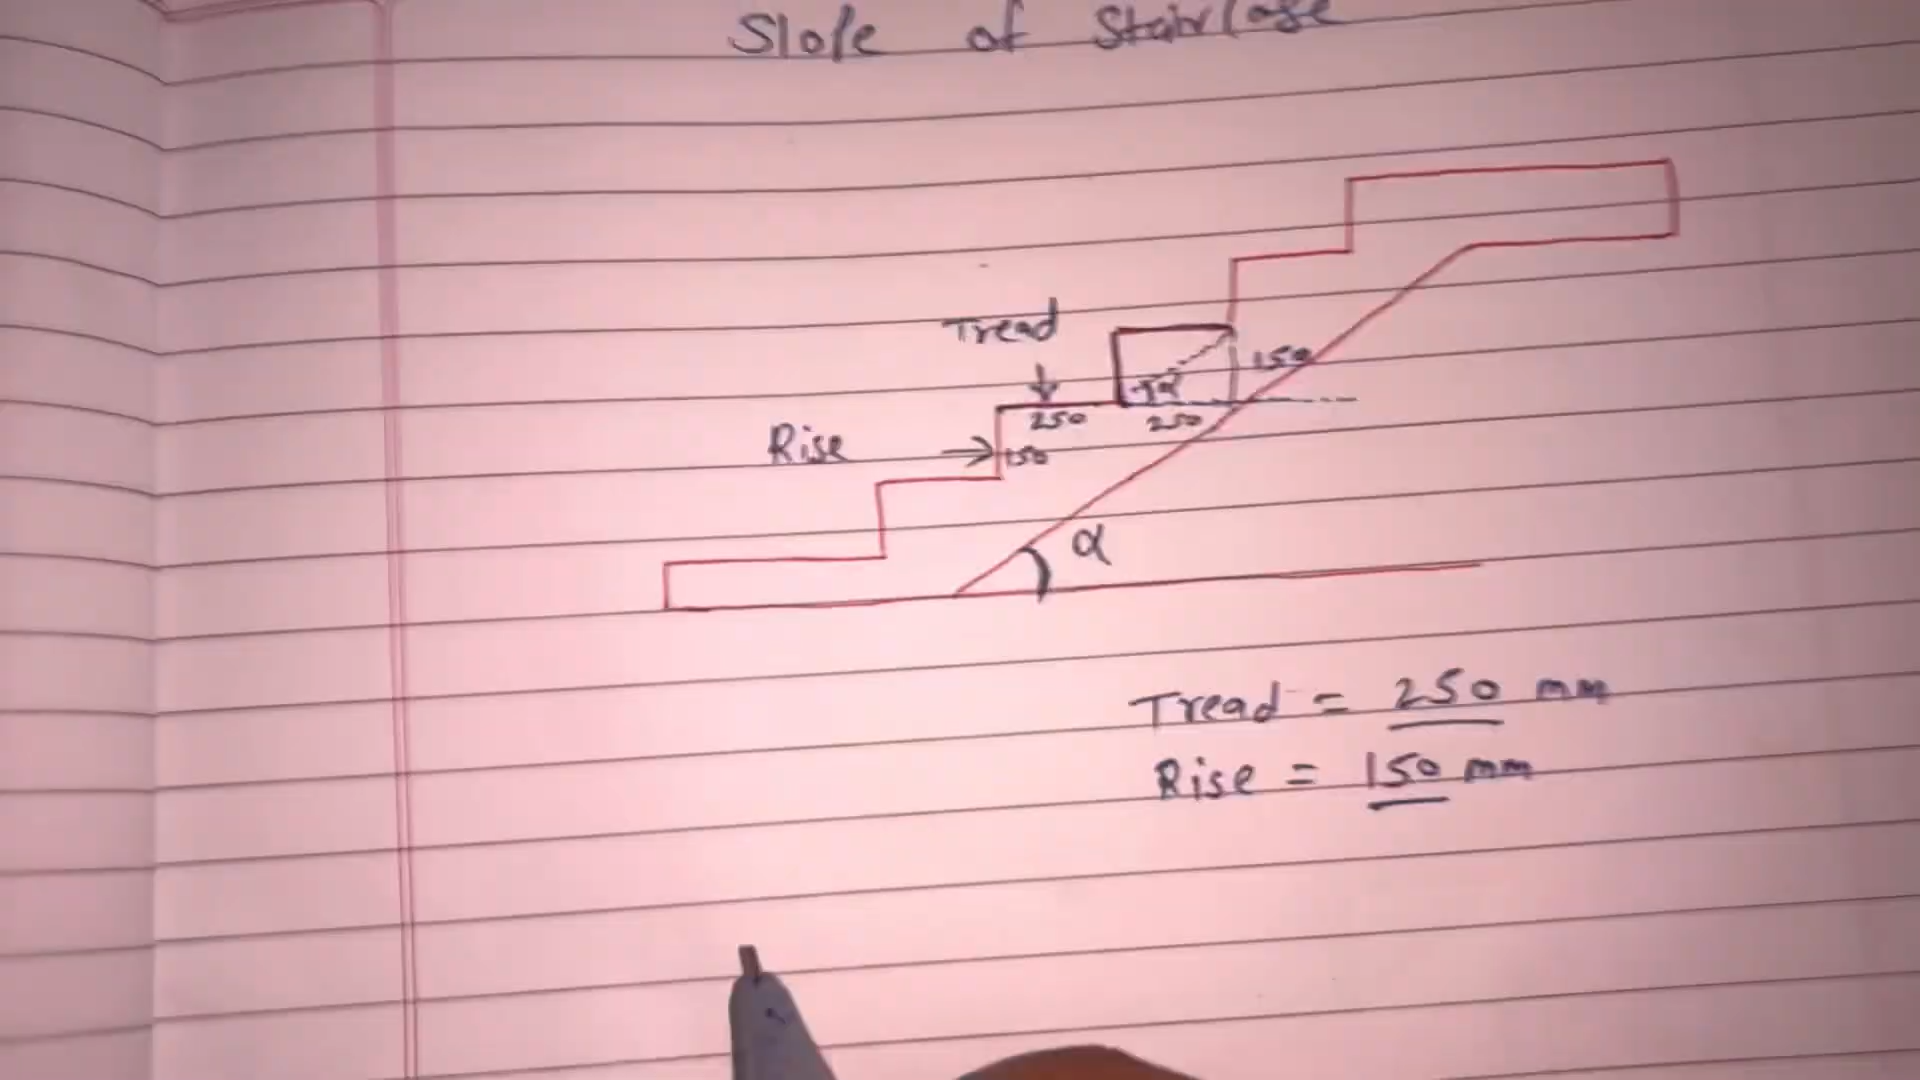 Slope of Staircase
Tread
150
α
250
250
Rise
150
α
Tread = 250 mm
Rise = 150 mm